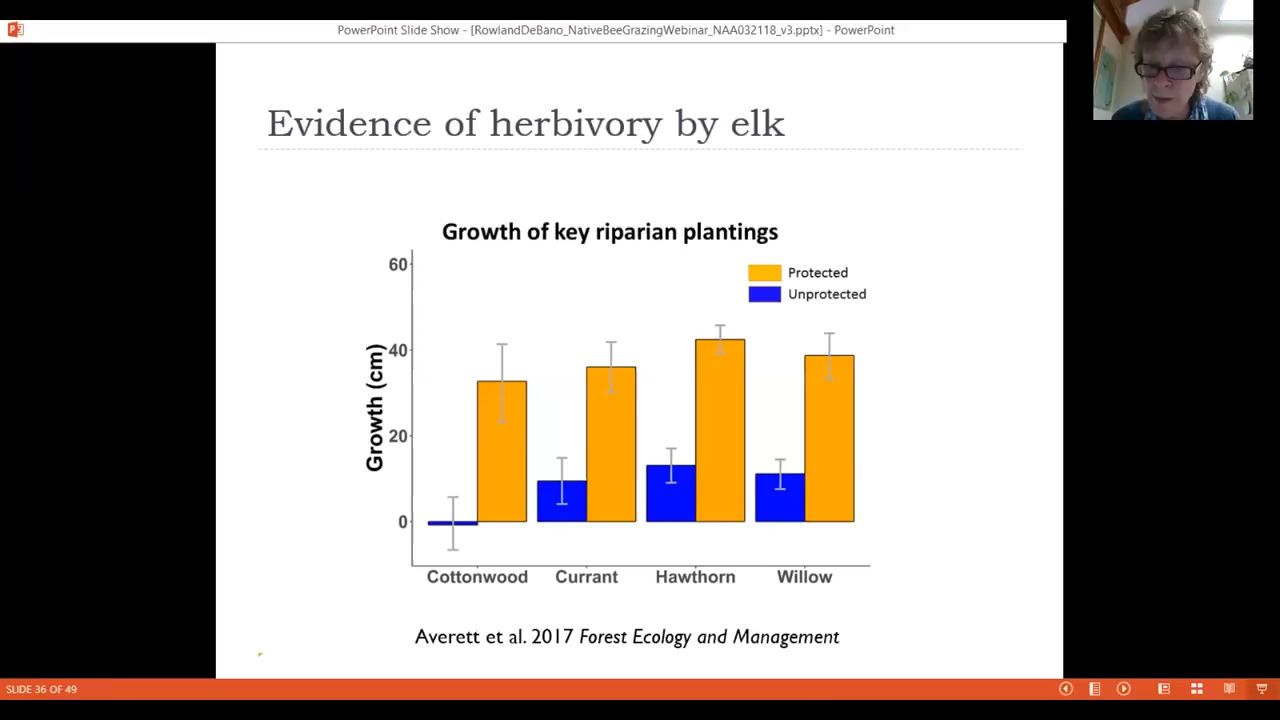 PowerPoint Slide Show - [RowlandDeBano_NativeBeeGrazingWebinar_NAA032118_v3.pptx] - PowerPoint
Evidence of herbivory by elk
Growth of key riparian plantings
Protected
Unprotected
Growth (cm)
60
40
20
0
Cottonwood Currant Hawthorn Willow
Averett et al. 2017 Forest Ecology and Management
SLIDE 36 OF 49